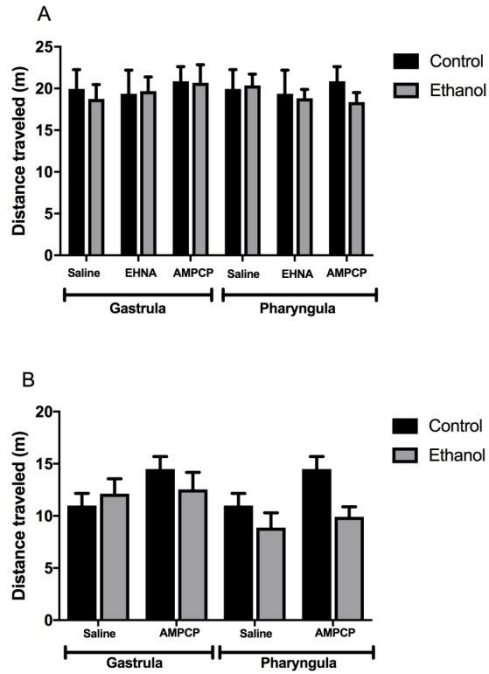 A
Distance traveled (m)
25
20
15
10
5
0
Control
Ethanol
Saline EHNA AMPCP Saline EHNA AMPCP
Gastrula Pharyngula
B
Distance traveled (m)
20
15
10
5
0
Control
Ethanol
Saline AMPCP Saline AMPCP
Gastrula Pharyngula